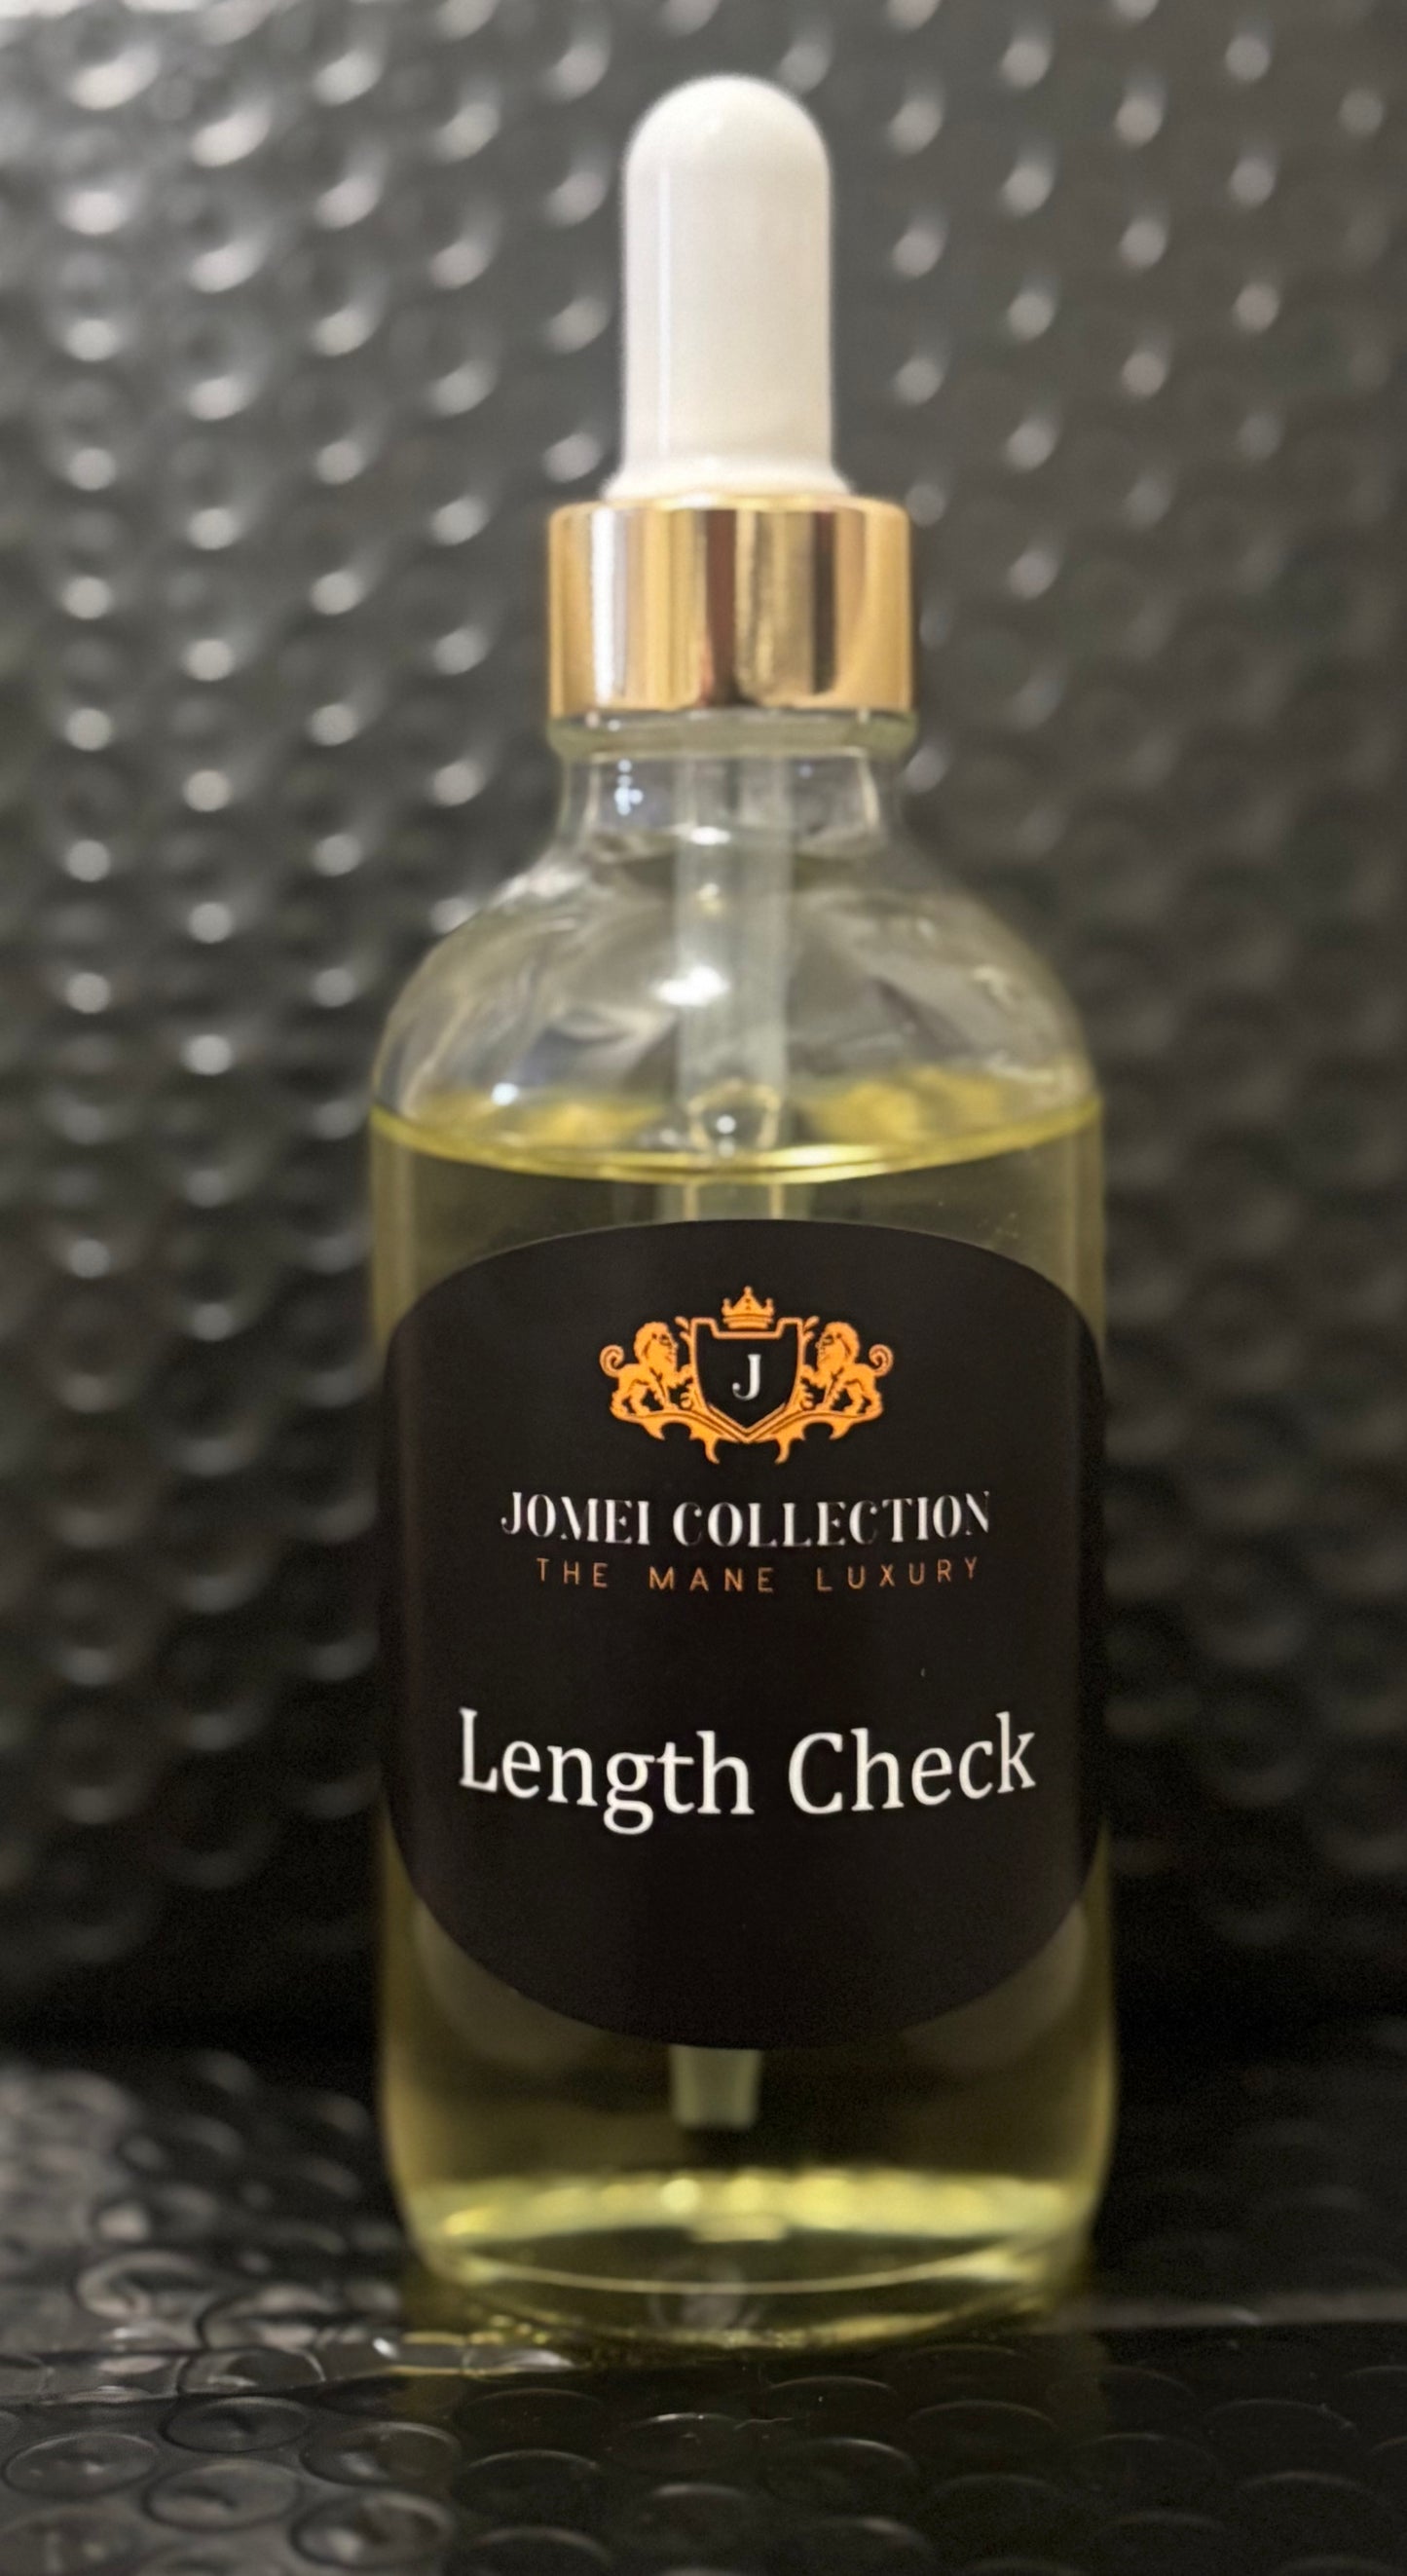 J
JOMEI COLLECTION
THE MANE LUXURY
Length Check